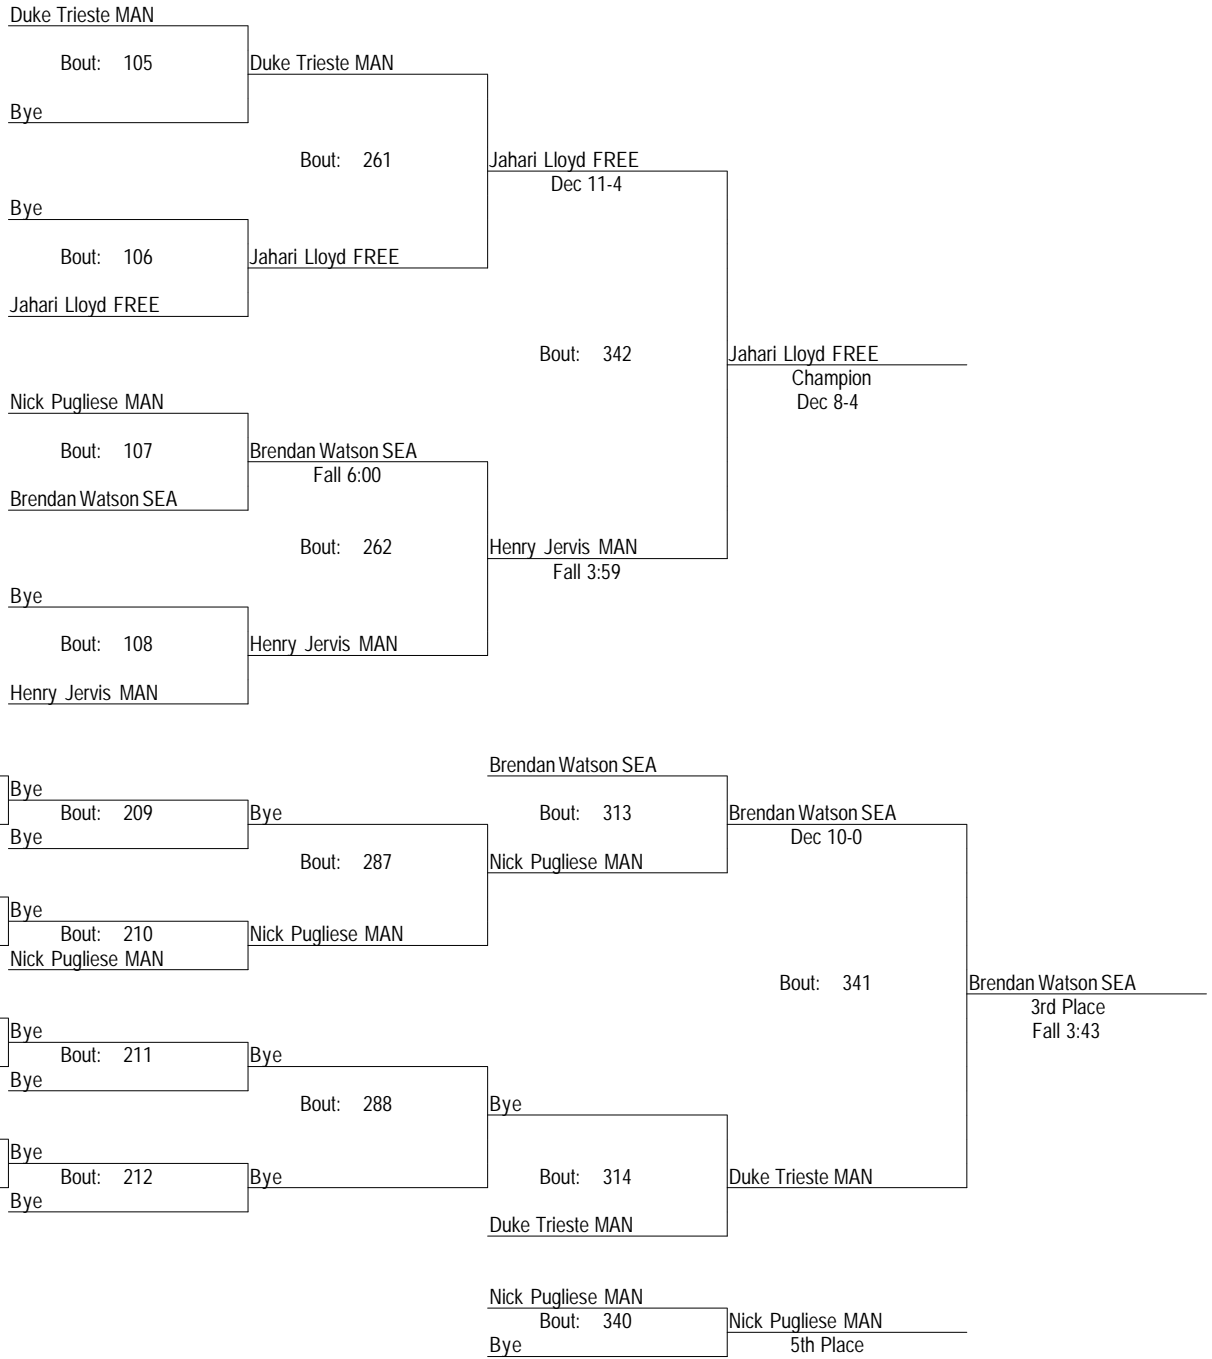 Duke Trieste MAN
Bout: 105
Duke Trieste MAN
Bye
Bout: 261
Jahari Lloyd FREE
Dec 11-4
Bye
Bout: 106
Jahari Lloyd FREE
Jahari Lloyd FREE
Bout: 342
Jahari Lloyd FREE
Champion
Dec 8-4
Nick Pugliese MAN
Bout: 107
Brendan Watson SEA
Fall 6:00
Brendan Watson SEA
Bout: 262
Henry Jervis MAN
Fall 3:59
Bye
Bout: 108
Henry Jervis MAN
Henry Jervis MAN
Brendan Watson SEA
Bye
Bout: 209
Bye
Bout: 313
Brendan Watson SEA
Dec 10-0
Bye
Bout: 287
Nick Pugliese MAN
Bye
Bout: 210
Nick Pugliese MAN
Nick Pugliese MAN
Bout: 341
Brendan Watson SEA
3rd Place
Fall 3:43
Bye
Bout: 211
Bye
Bye
Bout: 288
Bye
Bye
Bout: 212
Bye
Bout: 314
Duke Trieste MAN
Bye
Duke Trieste MAN
Nick Pugliese MAN
Bout: 340
Nick Pugliese MAN
Bye
5th Place